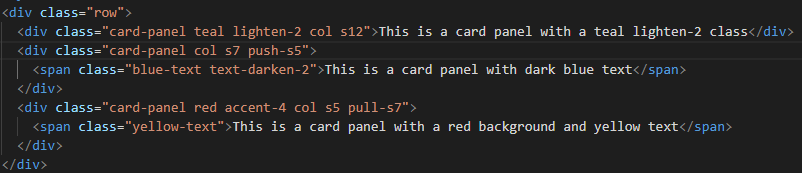 <div class="row">
  <div class="card-panel teal lighten-2 col s12">This is a card panel with a teal lighten-2 class</div>
  <div class="card-panel col s7 push-s5">
    <span class="blue-text text-darken-2">This is a card panel with dark blue text</span>
  </div>
  <div class="card-panel red accent-4 col s5 pull-s7">
    <span class="yellow-text">This is a card panel with a red background and yellow text</span>
  </div>
</div>